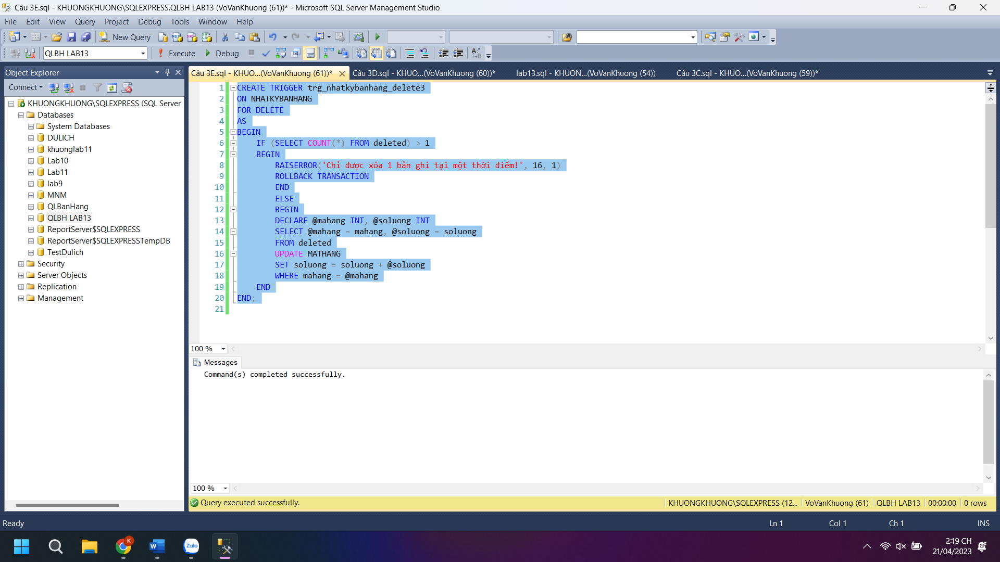 Câu 3E.sql - KHUONGKHUONG\SQLEXPRESS.QLBH LAB13 (VoVanKhuong (61))* - Microsoft SQL Server Management Studio
File Edit View Query Project Debug Tools Window Help
New Query
QLBH LAB13 Execute Debug
Object Explorer
Câu 3E.sql - KHUO...(VoVanKhuong (61))* Câu 3D.sql - KHUO...(VoVanKhuong (60))* lab13.sql - KHUON...(VoVanKhuong (54)) Câu 3C.sql - KHUO...(VoVanKhuong (59))*
Connect
KHUONGKHUONG\SQLEXPRESS (SQL Server
Databases
System Databases
DULICH
khuonglab11
Lab10
Lab11
lab9
MNM
QLBanHang
QLBH LAB13
ReportServer$SQLEXPRESS
ReportServer$SQLEXPRESSTempDB
TestDulich
Security
Server Objects
Replication
Management
1 CREATE TRIGGER trg_nhatkybanhang_delete3
2 ON NHATKYBANHANG
3 FOR DELETE
4 AS
5 BEGIN
6 IF (SELECT COUNT(*) FROM deleted) > 1
7 BEGIN
8 RAISERROR('Chỉ được xóa 1 bản ghi tại một thời điểm!', 16, 1)
9 ROLLBACK TRANSACTION
10 END
11 ELSE
12 BEGIN
13 DECLARE @mahang INT, @soluong INT
14 SELECT @mahang = mahang, @soluong = soluong
15 FROM deleted
16 UPDATE MATHANG
17 SET soluong = soluong + @soluong
18 WHERE mahang = @mahang
19 END
20 END;
21
100 %
Messages
Command(s) completed successfully.
100 %
Query executed successfully. KHUONGKHUONG\SQLEXPRESS (12... VoVanKhuong (61) QLBH LAB13 00:00:00 0 rows
Ready Ln 1 Col 1 Ch 1 INS
K
Zalo
2:19 CH
21/04/2023